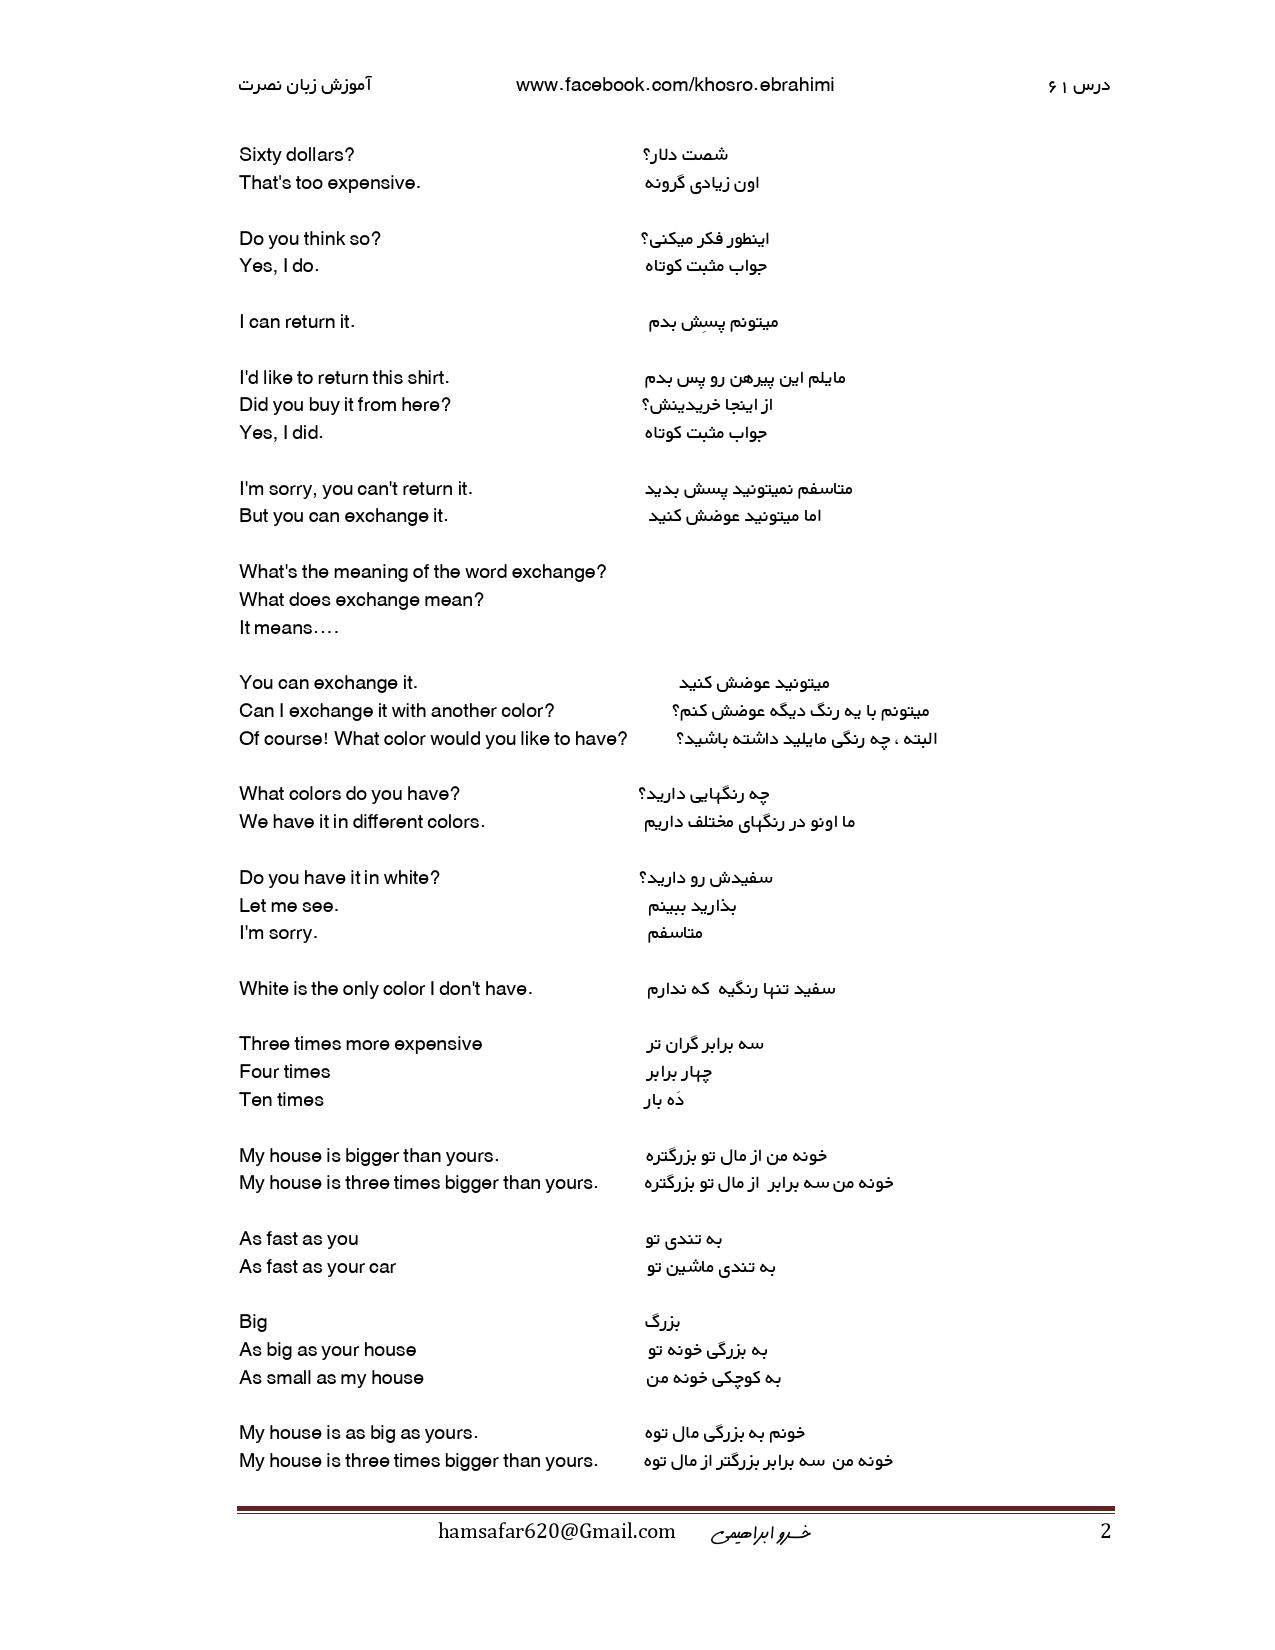 آموزش زبان نصرت www.facebook.com/khosro.ebrahimi درس ۶۱
Sixty dollars? شصت دلار؟
That's too expensive. اون زیادی گرونه
Do you think so? اینطور فکر میکنی؟
Yes, I do. جواب مثبت کوتاه
I can return it. میتونم پسِش بدم
I'd like to return this shirt. مایلم این پیرهن رو پس بدم
Did you buy it from here? از اینجا خریدینش؟
Yes, I did. جواب مثبت کوتاه
I'm sorry, you can't return it. متاسفم نمیتونید پسش بدید
But you can exchange it. اما میتونید عوضش کنید
What's the meaning of the word exchange?
What does exchange mean?
It means….
You can exchange it. میتونید عوضش کنید
Can I exchange it with another color? میتونم با یه رنگ دیگه عوضش کنم؟
Of course! What color would you like to have? البته ، چه رنگی مایلید داشته باشید؟
What colors do you have? چه رنگهایی دارید؟
We have it in different colors. ما اونو در رنگهای مختلف داریم
Do you have it in white? سفیدش رو دارید؟
Let me see. بذارید ببینم
I'm sorry. متاسفم
White is the only color I don't have. سفید تنها رنگیه که ندارم
Three times more expensive سه برابر گران تر
Four times چهار برابر
Ten times دَه بار
My house is bigger than yours. خونه من از مال تو بزرگتره
My house is three times bigger than yours. خونه من سه برابر از مال تو بزرگتره
As fast as you به تندی تو
As fast as your car به تندی ماشین تو
Big بزرگ
As big as your house به بزرگی خونه تو
As small as my house به کوچکی خونه من
My house is as big as yours. خونم به بزرگی مال توه
My house is three times bigger than yours. خونه من سه برابر بزرگتر از مال توه
hamsafar620@Gmail.com خسرو ابراهیمی 2